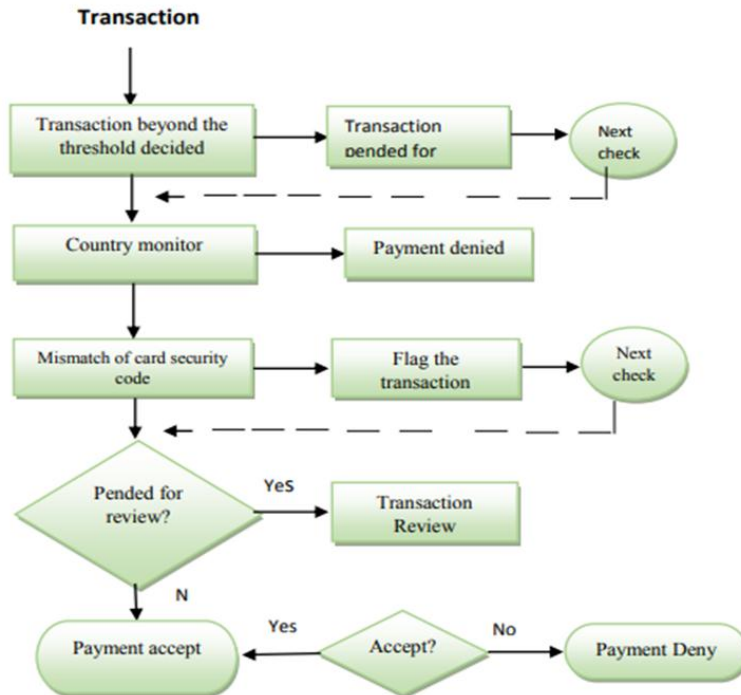 Transaction
Transaction beyond the
threshold decided
Transaction
pended for
Next
check
Country monitor
Payment denied
Mismatch of card security
code
Flag the
transaction
Next
check
Pended for
review?
Yes
Transaction
Review
N
Payment accept
Yes
Accept?
No
Payment Deny